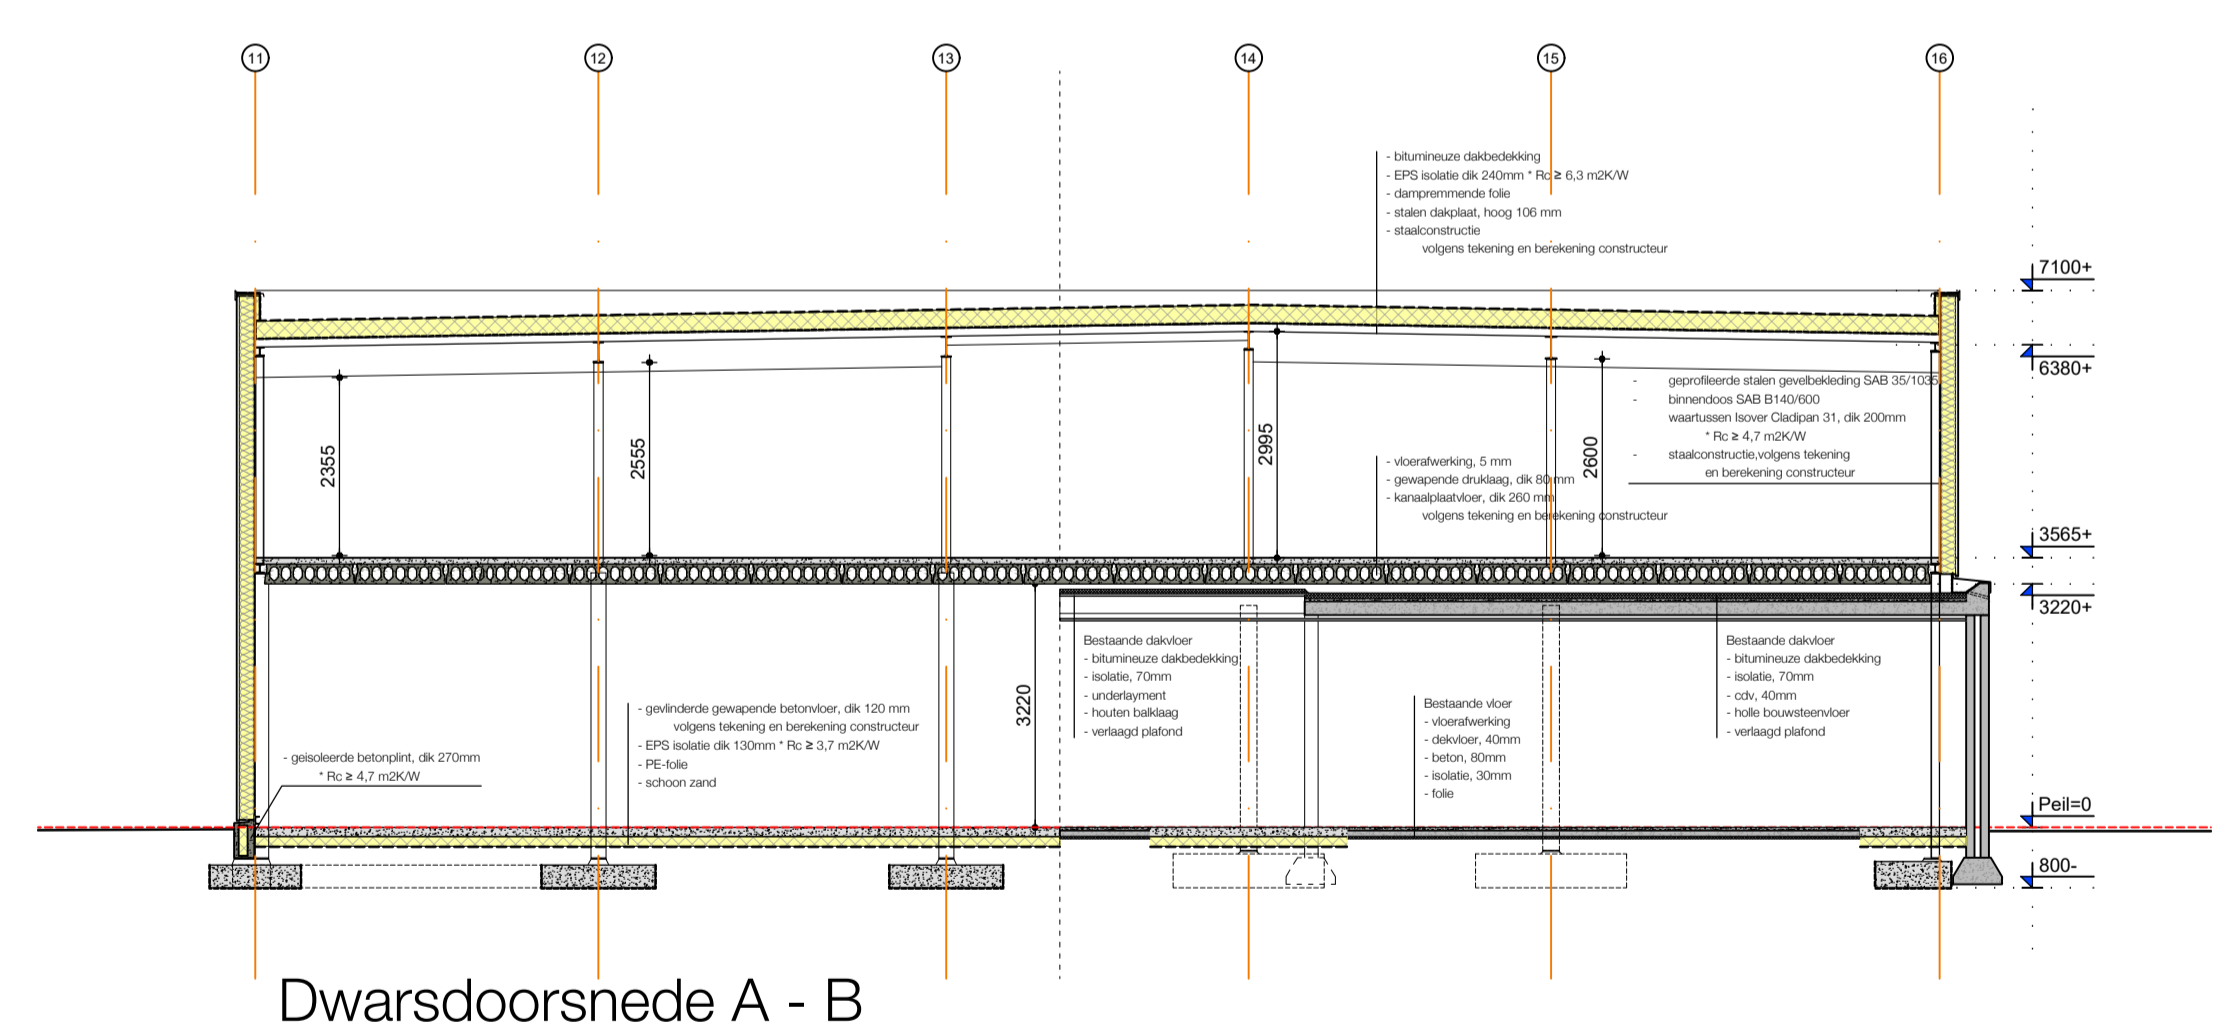 11 12 13 14 15 16
- bitumineuze dakbedekking
- EPS isolatie dik 240mm * Rc ≥ 6,3 m2K/W
- dampremmende folie
- stalen dakplaat, hoog 106 mm
- staalconstructie
volgens tekening en berekening constructeur
7100+
6380+
- geprofileerde stalen gevelbekleding SAB 35/1035
- binnendoos SAB B140/600
waartussen Isover Cladipan 31, dik 200mm
* Rc ≥ 4,7 m2K/W
- staalconstructie,volgens tekening
en berekening constructeur
2355
2555
2995
2600
- vloerafwerking, 5 mm
- gewapende druklaag, dik 80 mm
- kanaalplaatvloer, dik 260 mm
volgens tekening en berekening constructeur
3565+
3220+
3220
Bestaande dakvloer
- bitumineuze dakbedekking
- isolatie, 70mm
- underlayment
- houten balklaag
- verlaagd plafond
Bestaande dakvloer
- bitumineuze dakbedekking
- isolatie, 70mm
- cdv, 40mm
- holle bouwsteenvloer
- verlaagd plafond
Bestaande vloer
- vloerafwerking
- dekvloer, 40mm
- beton, 80mm
- isolatie, 30mm
- folie
- gevlinderde gewapende betonvloer, dik 120 mm
volgens tekening en berekening constructeur
- EPS isolatie dik 130mm * Rc ≥ 3,7 m2K/W
- PE-folie
- schoon zand
- geisoleerde betonplint, dik 270mm
* Rc ≥ 4,7 m2K/W
Peil=0
800-
Dwarsdoorsnede A - B